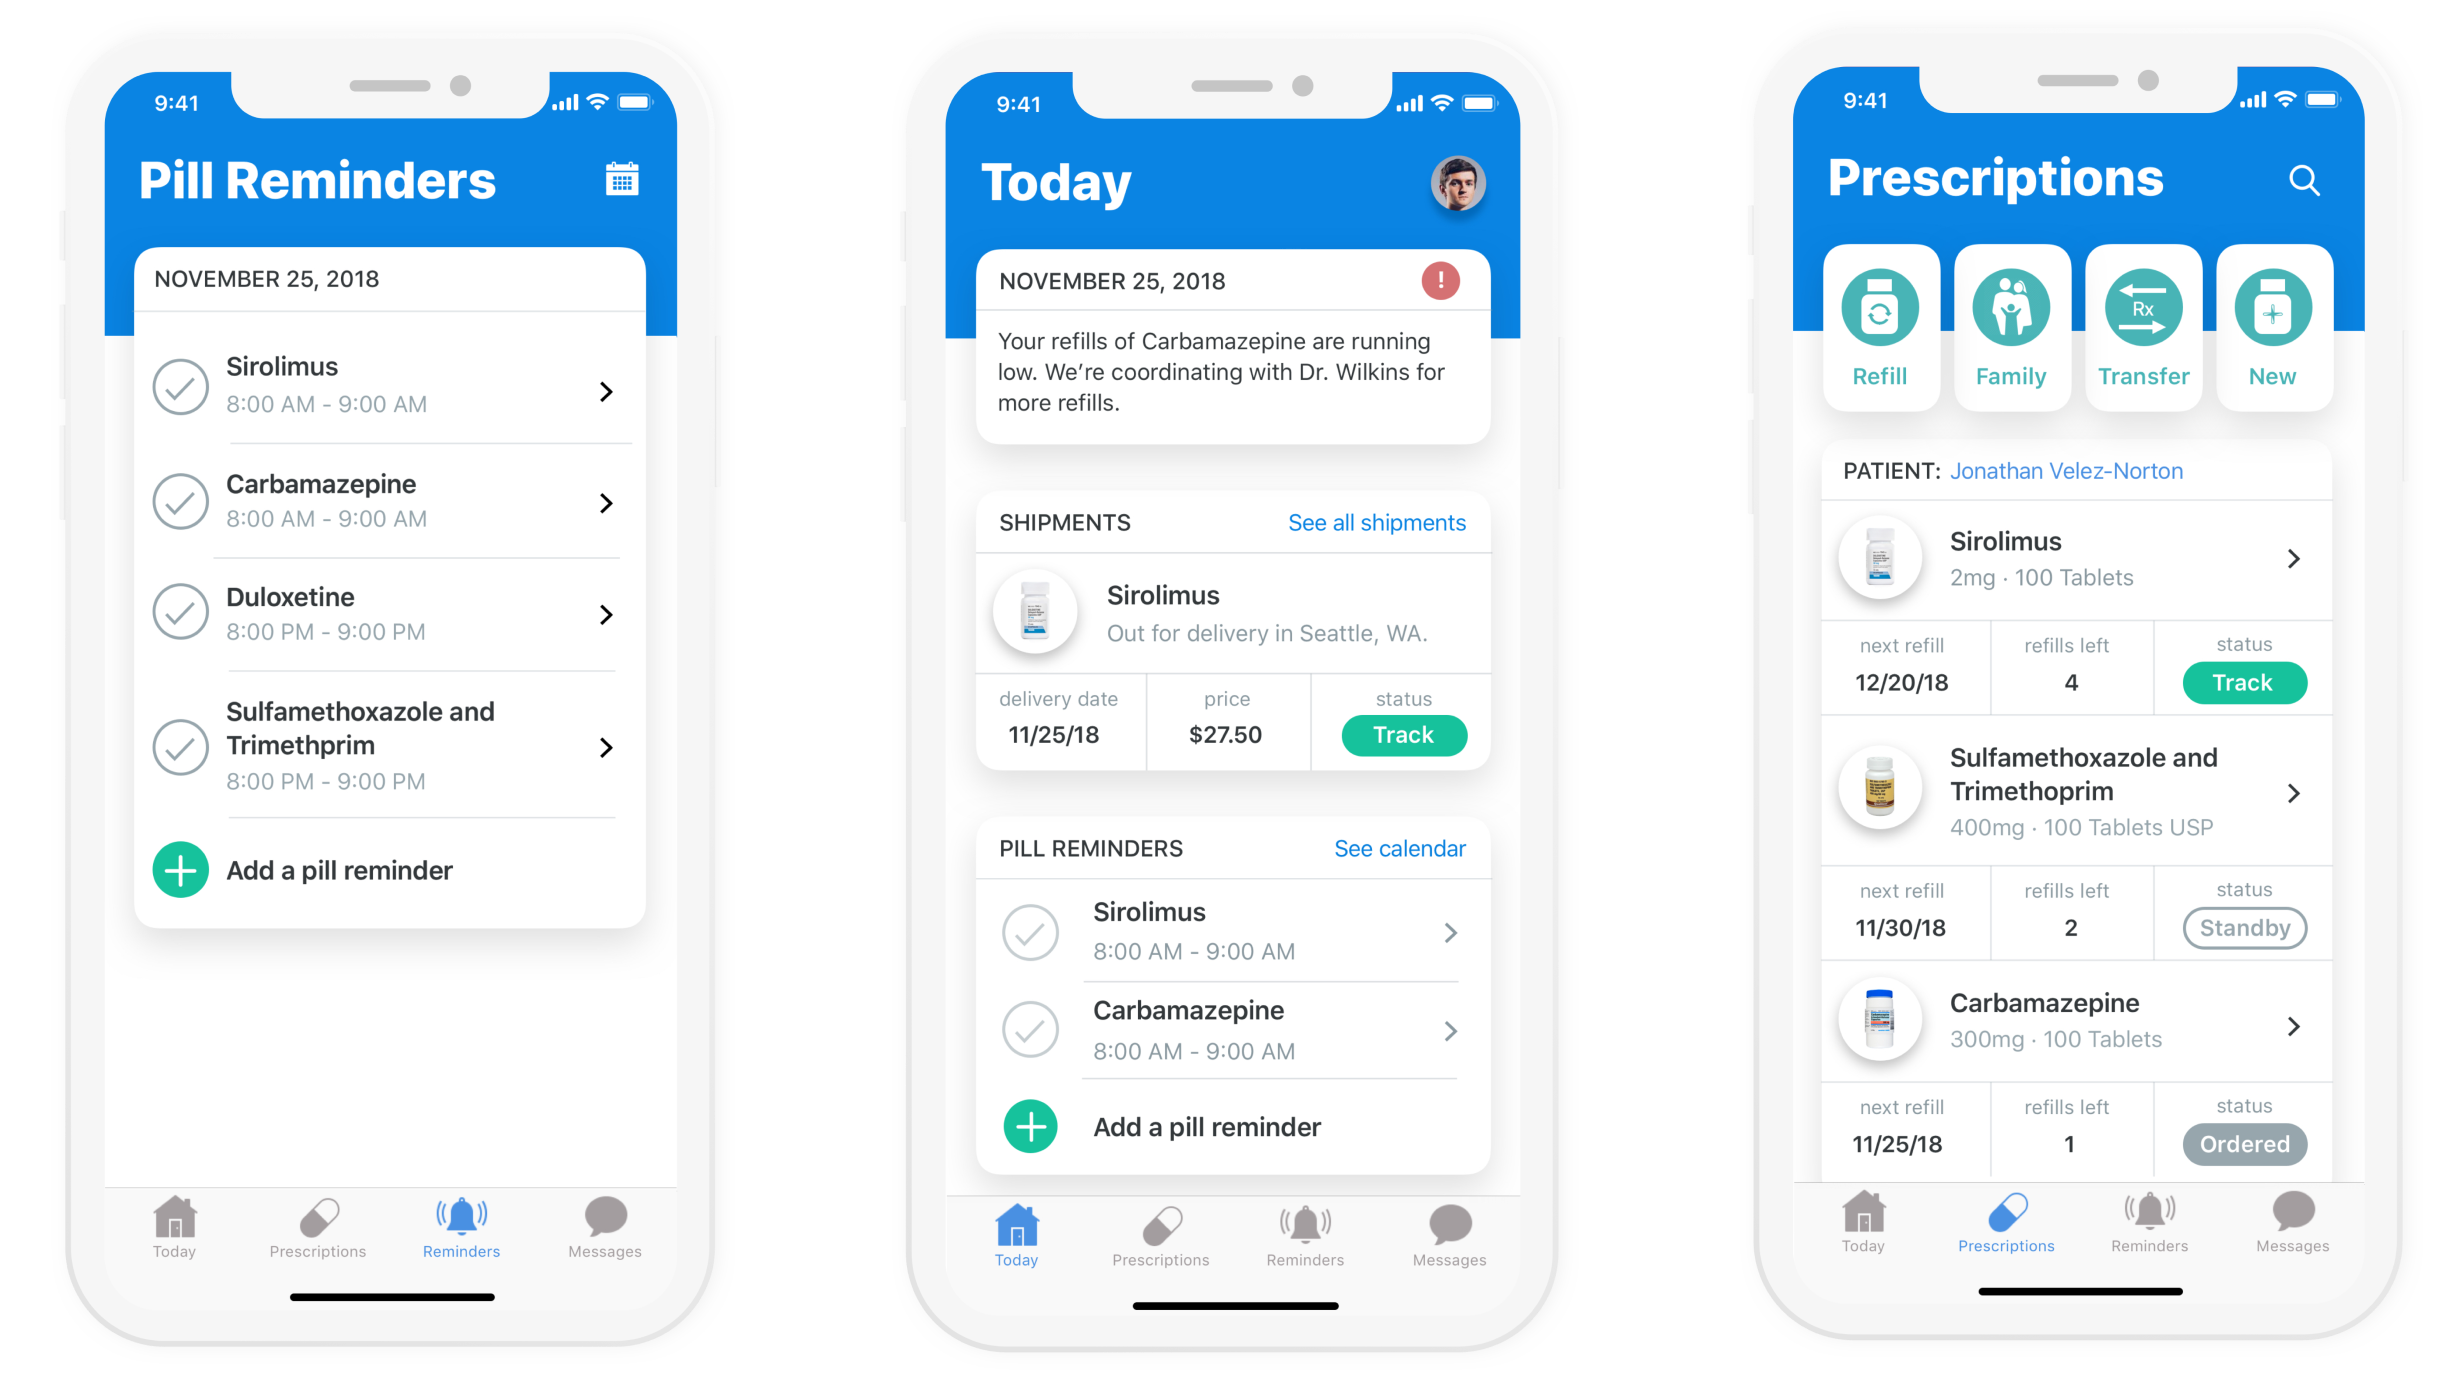 9:41
Pill Reminders
NOVEMBER 25, 2018
Sirolimus
8:00 AM - 9:00 AM
Carbamazepine
8:00 AM - 9:00 AM
Duloxetine
8:00 PM - 9:00 PM
Sulfamethoxazole and
Trimethprim
8:00 PM - 9:00 PM
Add a pill reminder
Today
Prescriptions
Reminders
Messages
9:41
Today
NOVEMBER 25, 2018
!
Your refills of Carbamazepine are running
low. We're coordinating with Dr. Wilkins for
more refills.
SHIPMENTS See all shipments
Sirolimus
Out for delivery in Seattle, WA.
delivery date price status
11/25/18 $27.50 Track
PILL REMINDERS See calendar
Sirolimus
8:00 AM - 9:00 AM
Carbamazepine
8:00 AM - 9:00 AM
Add a pill reminder
Today
Prescriptions
Reminders
Messages
9:41
Prescriptions
Rx
Refill Family Transfer New
PATIENT: Jonathan Velez-Norton
Sirolimus
2mg · 100 Tablets
next refill refills left status
12/20/18 4 Track
Sulfamethoxazole and
Trimethoprim
400mg · 100 Tablets USP
next refill refills left status
11/30/18 2 Standby
Carbamazepine
300mg · 100 Tablets
next refill refills left status
11/25/18 1 Ordered
Today
Prescriptions
Reminders
Messages